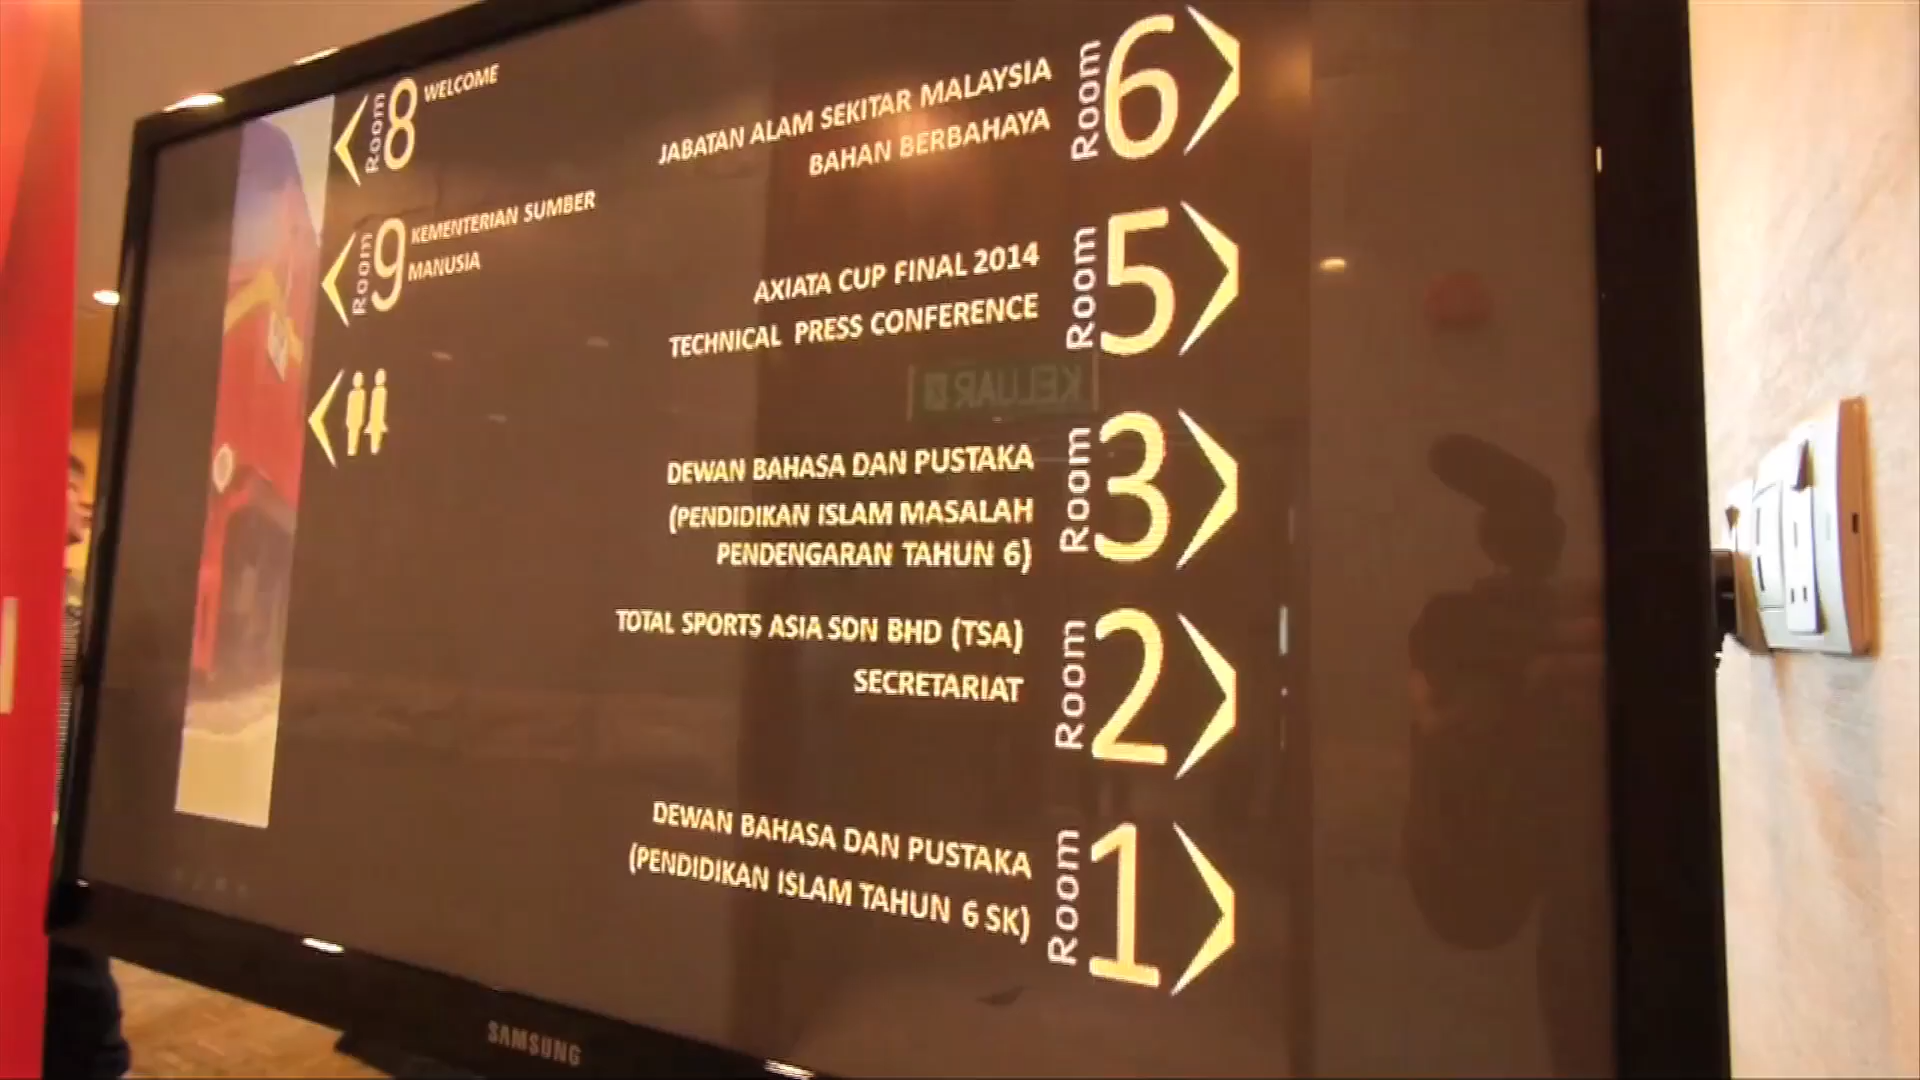 Room 8 WELCOME
Room 9 KEMENTERIAN SUMBER
MANUSIA
JABATAN ALAM SEKITAR MALAYSIA
BAHAN BERBAHAYA
Room 6
AXIATA CUP FINAL 2014
TECHNICAL PRESS CONFERENCE
Room 5
KELUAR
DEWAN BAHASA DAN PUSTAKA
(PENDIDIKAN ISLAM MASALAH
PENDENGARAN TAHUN 6)
Room 3
TOTAL SPORTS ASIA SDN BHD (TSA)
SECRETARIAT
Room 2
DEWAN BAHASA DAN PUSTAKA
(PENDIDIKAN ISLAM TAHUN 6 SK)
Room 1
SAMSUNG